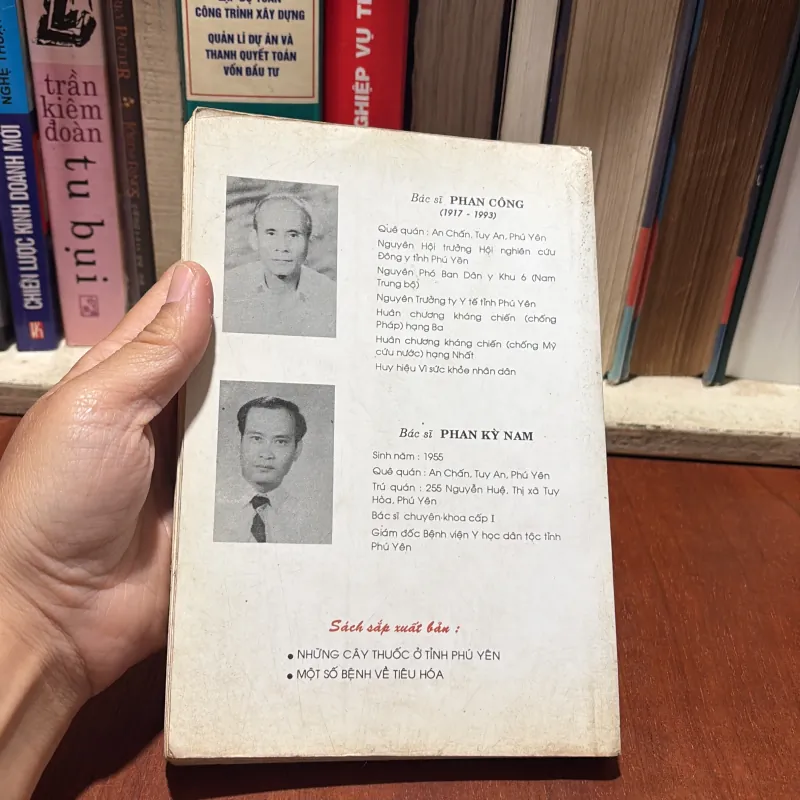 NGHỆ THUẬT
CHIẾN LƯỢC KINH DOANH MỚI
trần
kiêm
đoàn
tu bụi
CÔNG TRÌNH XÂY DỰNG
QUẢN LÍ DỰ ÁN VÀ
THANH QUYẾT TOÁN
VỐN ĐẦU TƯ
NGHIỆP VỤ
Bác sĩ PHAN CÔNG
(1917 - 1993)
Quê quán : An Chấn, Tuy An, Phú Yên
Nguyên Hội trưởng Hội nghiên cứu
Đông y tỉnh Phú Yên
Nguyên Phó Ban Dân y Khu 6 (Nam
Trung bộ)
Nguyên Trưởng ty Y tế tỉnh Phú Yên
Huân chương kháng chiến (chống
Pháp) hạng Ba
Huân chương kháng chiến (chống Mỹ
cứu nước) hạng Nhất
Huy hiệu Vì sức khỏe nhân dân
Bác sĩ PHAN KỲ NAM
Sinh năm : 1955
Quê quán : An Chấn, Tuy An, Phú Yên
Trú quán : 255 Nguyễn Huệ, Thị xã Tuy
Hòa, Phú Yên
Bác sĩ chuyên khoa cấp I
Giám đốc Bệnh viện Y học dân tộc tỉnh
Phú Yên
Sách sắp xuất bản :
• NHỮNG CÂY THUỐC Ở TỈNH PHÚ YÊN
• MỘT SỐ BỆNH VỀ TIÊU HÓA